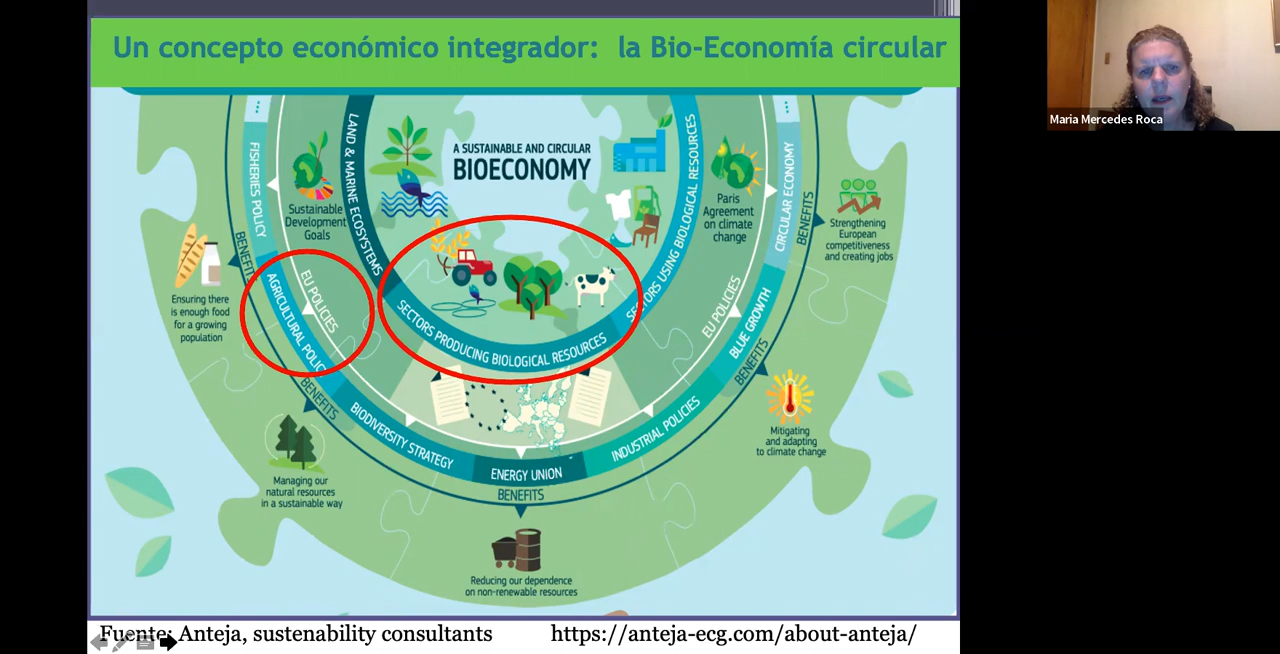 Un concepto económico integrador: la Bio-Economía circular
Maria Mercedes Roca
A SUSTAINABLE AND CIRCULAR
BIOECONOMY
LAND & MARINE ECOSYSTEMS
SECTORS PRODUCING BIOLOGICAL RESOURCES
SECTORS USING BIOLOGICAL RESOURCES
Sustainable
Development
Goals
Paris
Agreement
on climate
change
EU POLICIES
EU POLICIES
FISHERIES POLICY
AGRICULTURAL POLIC
BIODIVERSITY STRATEGY
ENERGY UNION
INDUSTRIAL POLICIES
BLUE GROWTH
CIRCULAR ECONOMY
BENEFITS
Ensuring there
is enough food
for a growing
population
BENEFITS
Managing our
natural resources
in a sustainable way
BENEFITS
Reducing our dependence
on non-renewable resources
BENEFITS
Mitigating
and adapting
to climate change
BENEFITS
Strengthening
European
competitiveness
and creating jobs
Fuente: Anteja, sustenability consultants https://anteja-ecg.com/about-anteja/